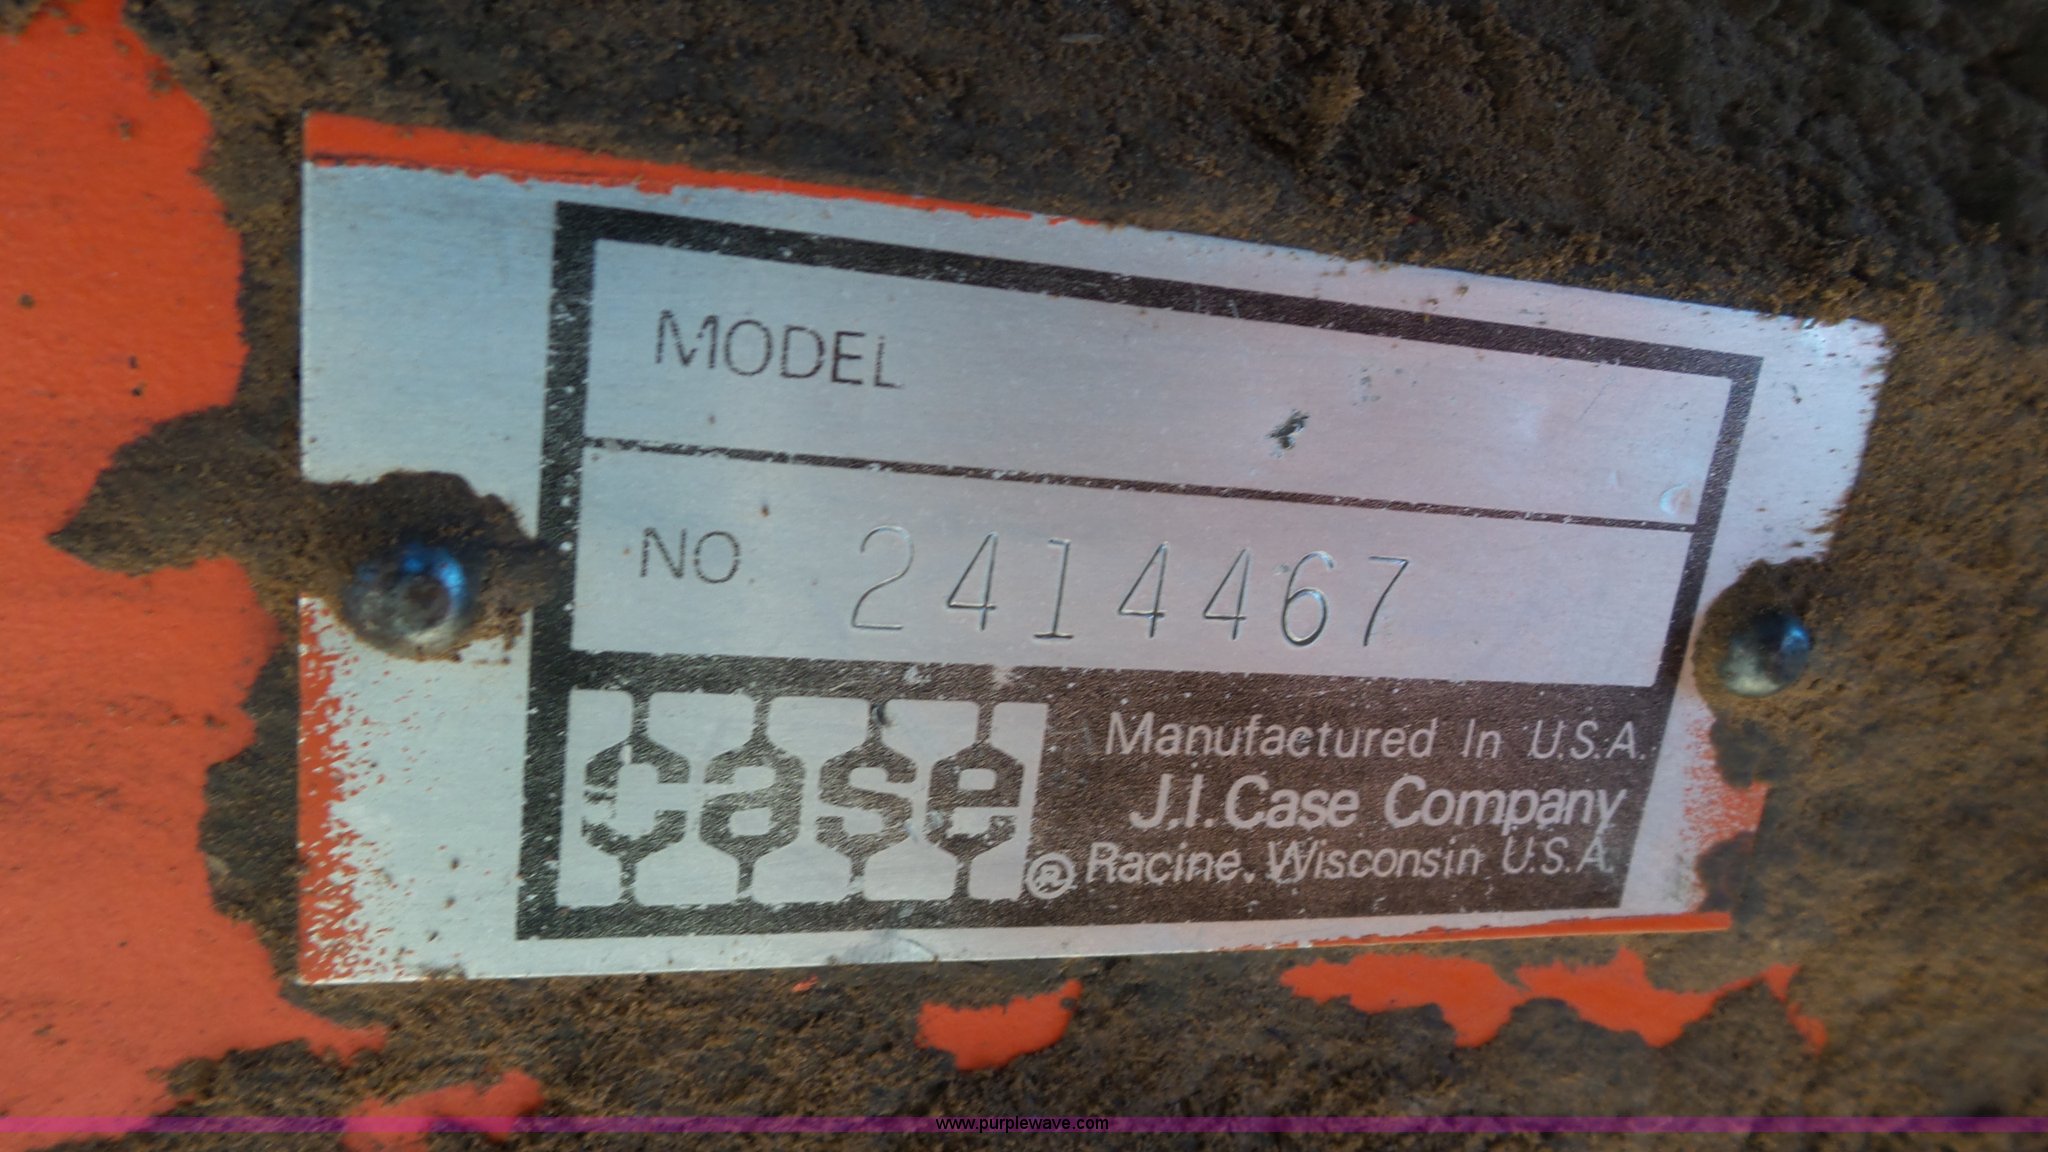 MODEL
NO 2414467
case
Manufactured In U.S.A.
J.I. Case Company
® Racine, Wisconsin U.S.A.
www.purplewave.com